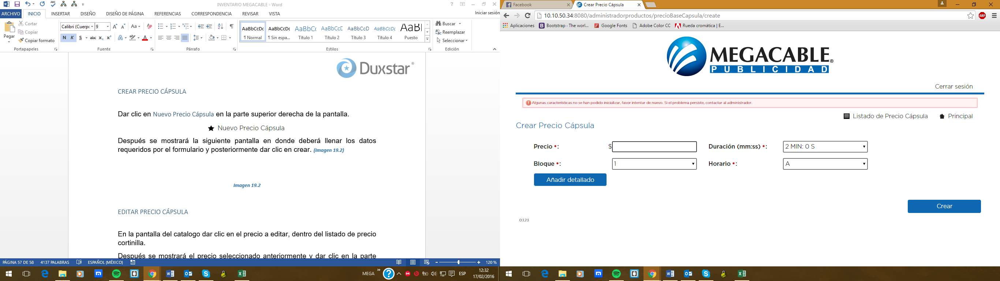 INVENTARIO MEGACABLE - Word
ARCHIVO INICIO INSERTAR DISEÑO DISEÑO DE PÁGINA REFERENCIAS CORRESPONDENCIA REVISAR VISTA Iniciar sesión
Pegar
Cortar
Copiar
Copiar formato
Portapapeles
Calibri (Cuerpo 9
N K S abc x₂ x²
Fuente
Párrafo
AaBbCcDc AaBbCcDc AaBbCc AaBbCcE AaBbCcD AaBbCcDc AaBl
¶ Normal ¶ Sin espa... Título 1 Título 2 Título 3 Título 4 Puesto
Estilos
Buscar
Reemplazar
Seleccionar
Edición
Duxstar®
CREAR PRECIO CÁPSULA
Dar clic en Nuevo Precio Cápsula en la parte superior derecha de la pantalla.
Nuevo Precio Cápsula
Después se mostrará la siguiente pantalla en donde deberá llenar los datos
requeridos por el formulario y posteriormente dar clic en crear. (Imagen 19.2)
Imagen 19.2
EDITAR PRECIO CÁPSULA
En la pantalla del catalogo dar clic en el precio a editar, dentro del listado de precio
cortinilla.
Después se mostrará el precio seleccionado anteriormente y dar clic en la parte
PÁGINA 57 DE 58 4137 PALABRAS ESPAÑOL (MÉXICO) 120 %
MEGA » ESP 12:32
17/02/2016
Facebook Crear Precio Cápsula
10.10.50.34:8080/administradorproductos/precioBaseCapsula/create
ABP
Aplicaciones Bootstrap · The worl... Google Fonts Adobe Color CC Rueda cromática | E...
MEGACABLE®
PUBLICIDAD
Cerrar sesión
Algunas características no se han podido inicializar, favor intentar de nuevo. Si el problema persiste, contactar al administrador.
Listado de Precio Cápsula Principal
Crear Precio Cápsula
Precio *: $ Duración (mm:ss) *: 2 MIN: 0 S
Bloque *: 1 Horario *: A
Añadir detallado
Crear
0.1.23